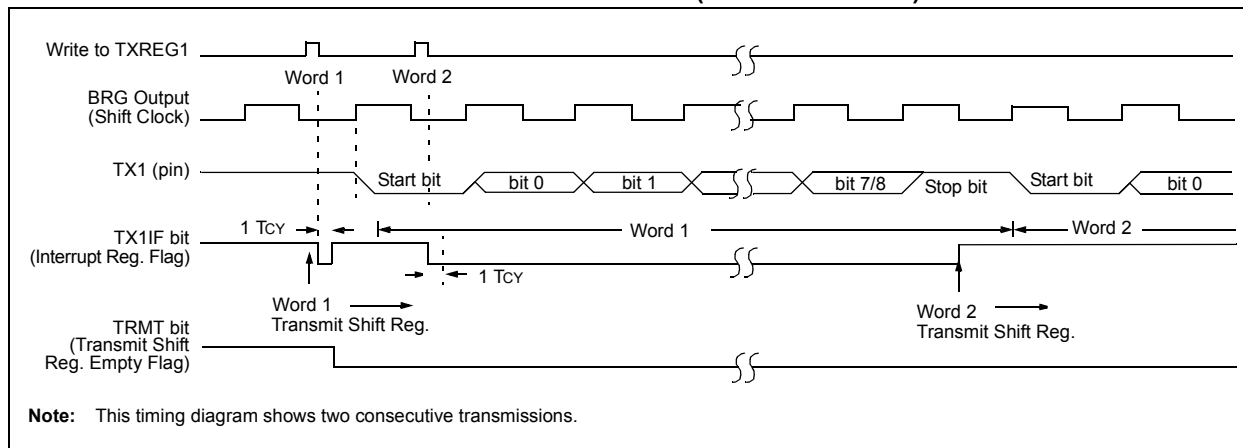 Write to TXREG1
Word 1 Word 2
BRG Output
(Shift Clock)
TX1 (pin)
Start bit bit 0 bit 1 bit 7/8 Stop bit Start bit bit 0
1 TCY Word 1 Word 2
TX1IF bit
(Interrupt Reg. Flag)
1 TCY
Word 1
Transmit Shift Reg.
Word 2
Transmit Shift Reg.
TRMT bit
(Transmit Shift
Reg. Empty Flag)
Note: This timing diagram shows two consecutive transmissions.